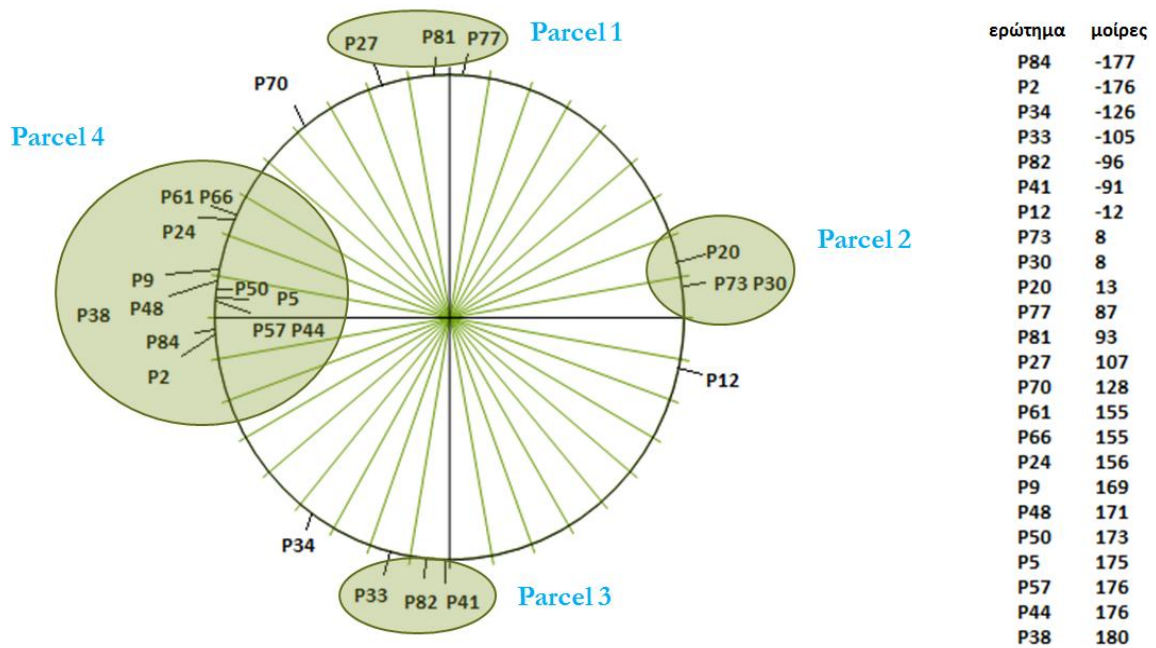 P27 P81 P77 Parcel 1
P70
Parcel 4
P61 P66
P24
P9
P50
P5
P38
P48
P57 P44
P84
P2
P20
Parcel 2
P73 P30
P12
P34
P33 P82 P41 Parcel 3
ερώτημα μοίρες
P84 -177
P2 -176
P34 -126
P33 -105
P82 -96
P41 -91
P12 -12
P73 8
P30 8
P20 13
P77 87
P81 93
P27 107
P70 128
P61 155
P66 155
P24 156
P9 169
P48 171
P50 173
P5 175
P57 176
P44 176
P38 180